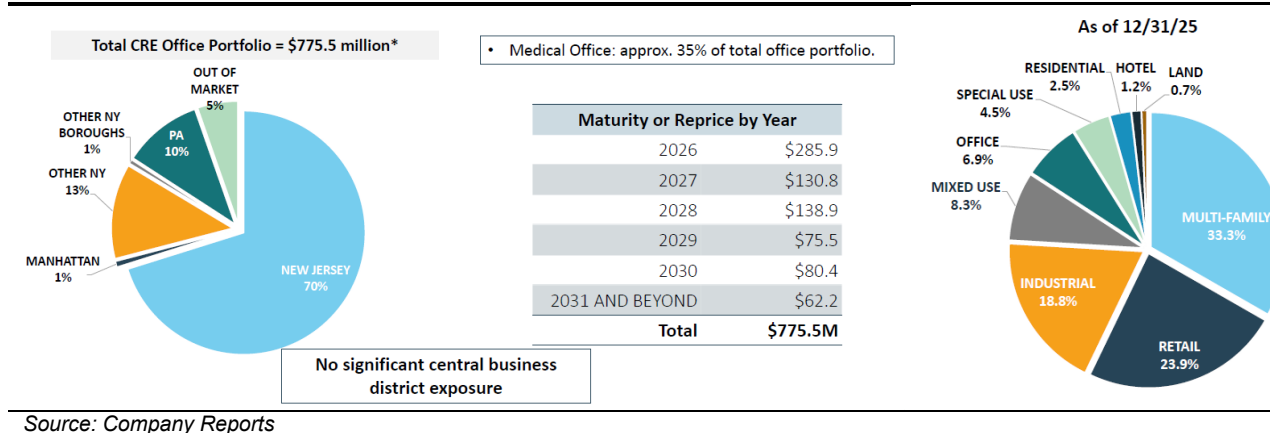 Total CRE Office Portfolio = $775.5 million*
OUT OF
MARKET
5%
OTHER NY
BOROUGHS
1%
PA
10%
OTHER NY
13%
MANHATTAN
1%
NEW JERSEY
70%
No significant central business
district exposure
• Medical Office: approx. 35% of total office portfolio.
Maturity or Reprice by Year
2026 $285.9
2027 $130.8
2028 $138.9
2029 $75.5
2030 $80.4
2031 AND BEYOND $62.2
Total $775.5M
As of 12/31/25
RESIDENTIAL
2.5%
HOTEL
1.2%
LAND
0.7%
SPECIAL USE
4.5%
OFFICE
6.9%
MIXED USE
8.3%
MULTI-FAMILY
33.3%
INDUSTRIAL
18.8%
RETAIL
23.9%
Source: Company Reports